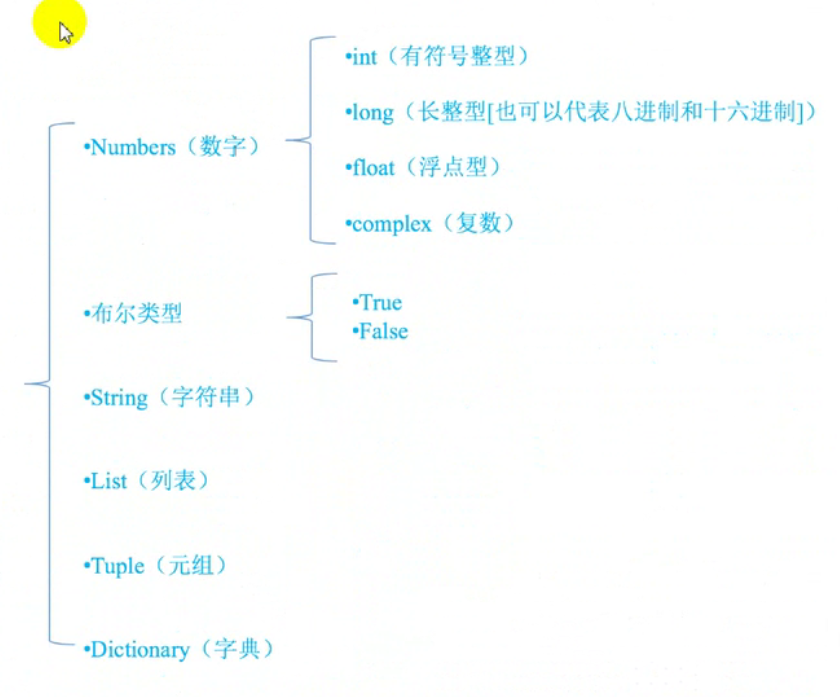 •Numbers（数字）
•int（有符号整型）
•long（长整型[也可以代表八进制和十六进制]）
•float（浮点型）
•complex（复数）
•布尔类型
•True
•False
•String（字符串）
•List（列表）
•Tuple（元组）
•Dictionary（字典）